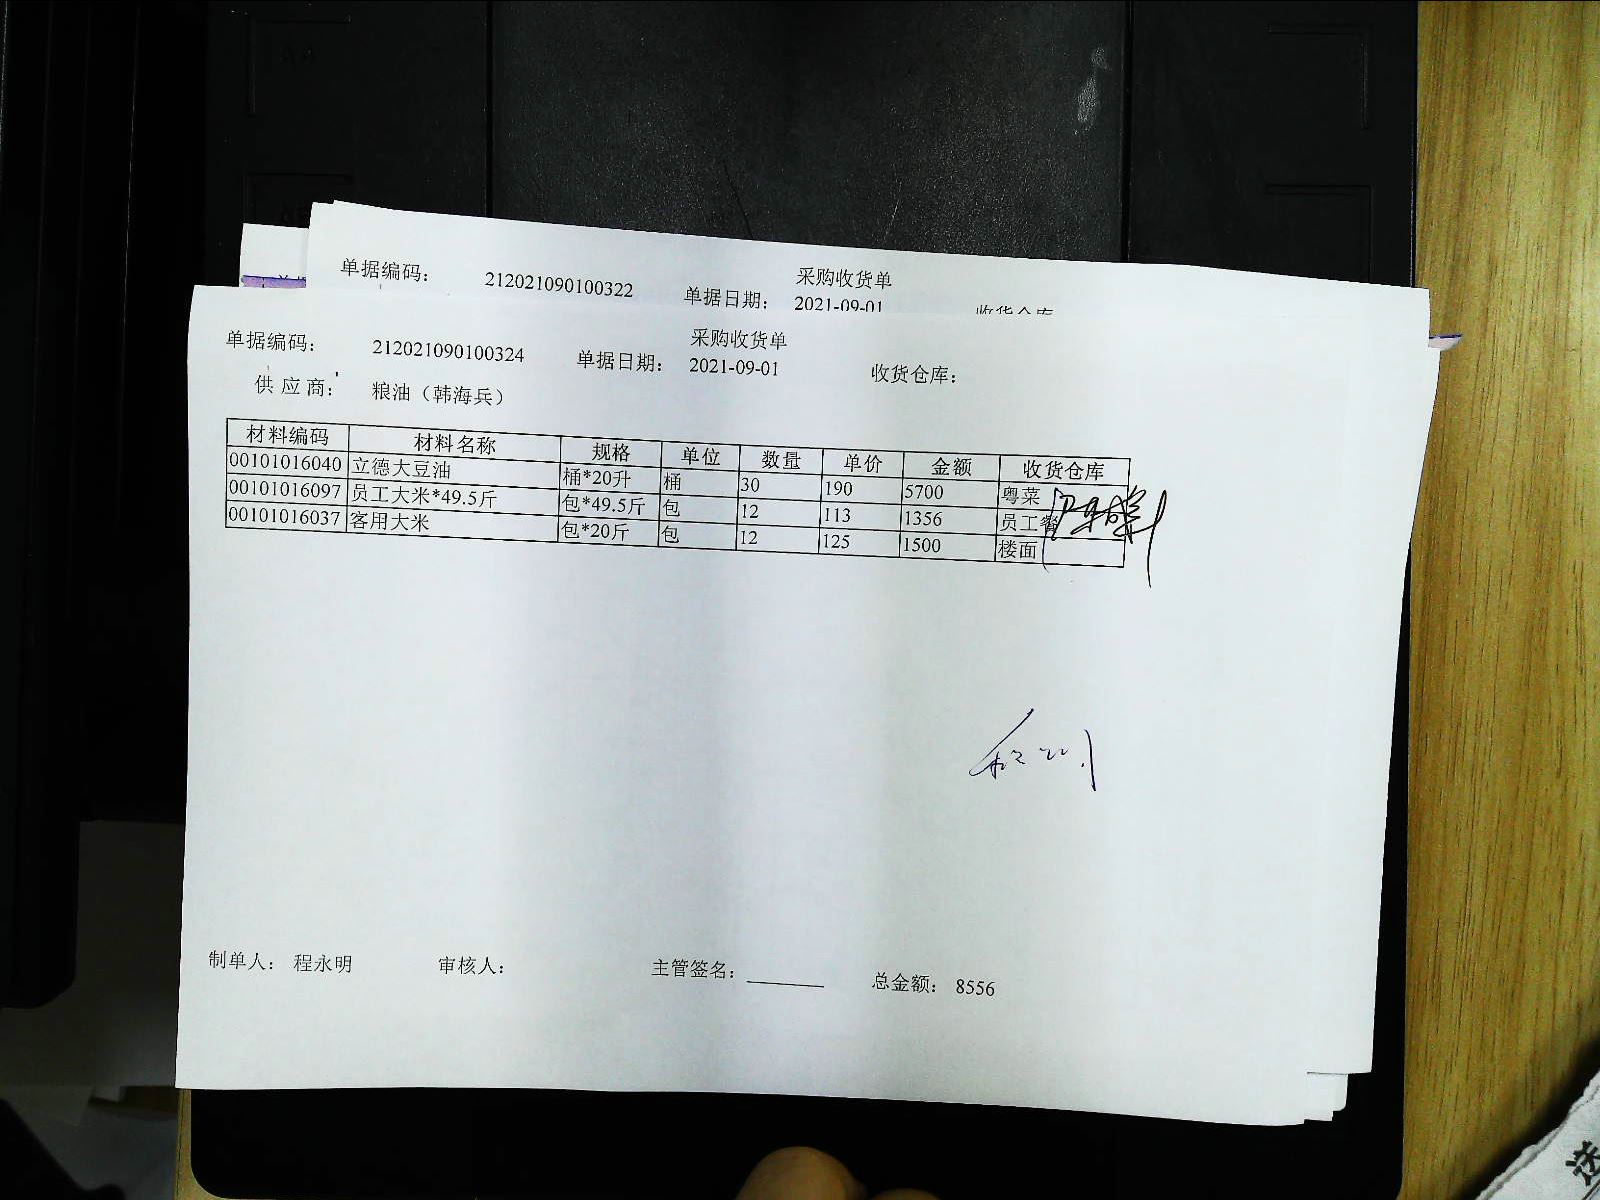 采购收货单
单据编码： 212021090100322 单据日期： 2021-09-01 收货仓库
采购收货单
单据编码： 212021090100324 单据日期： 2021-09-01 收货仓库：
供 应 商： 粮油（韩海兵）
材料编码 材料名称 规格 单位 数量 单价 金额 收货仓库
00101016040 立德大豆油 桶*20升 桶 30 190 5700 粤菜
00101016097 员工大米*49.5斤 包*49.5斤 包 12 113 1356 员工餐
00101016037 客用大米 包*20斤 包 12 125 1500 楼面
制单人： 程永明 审核人： 主管签名： 总金额： 8556
送